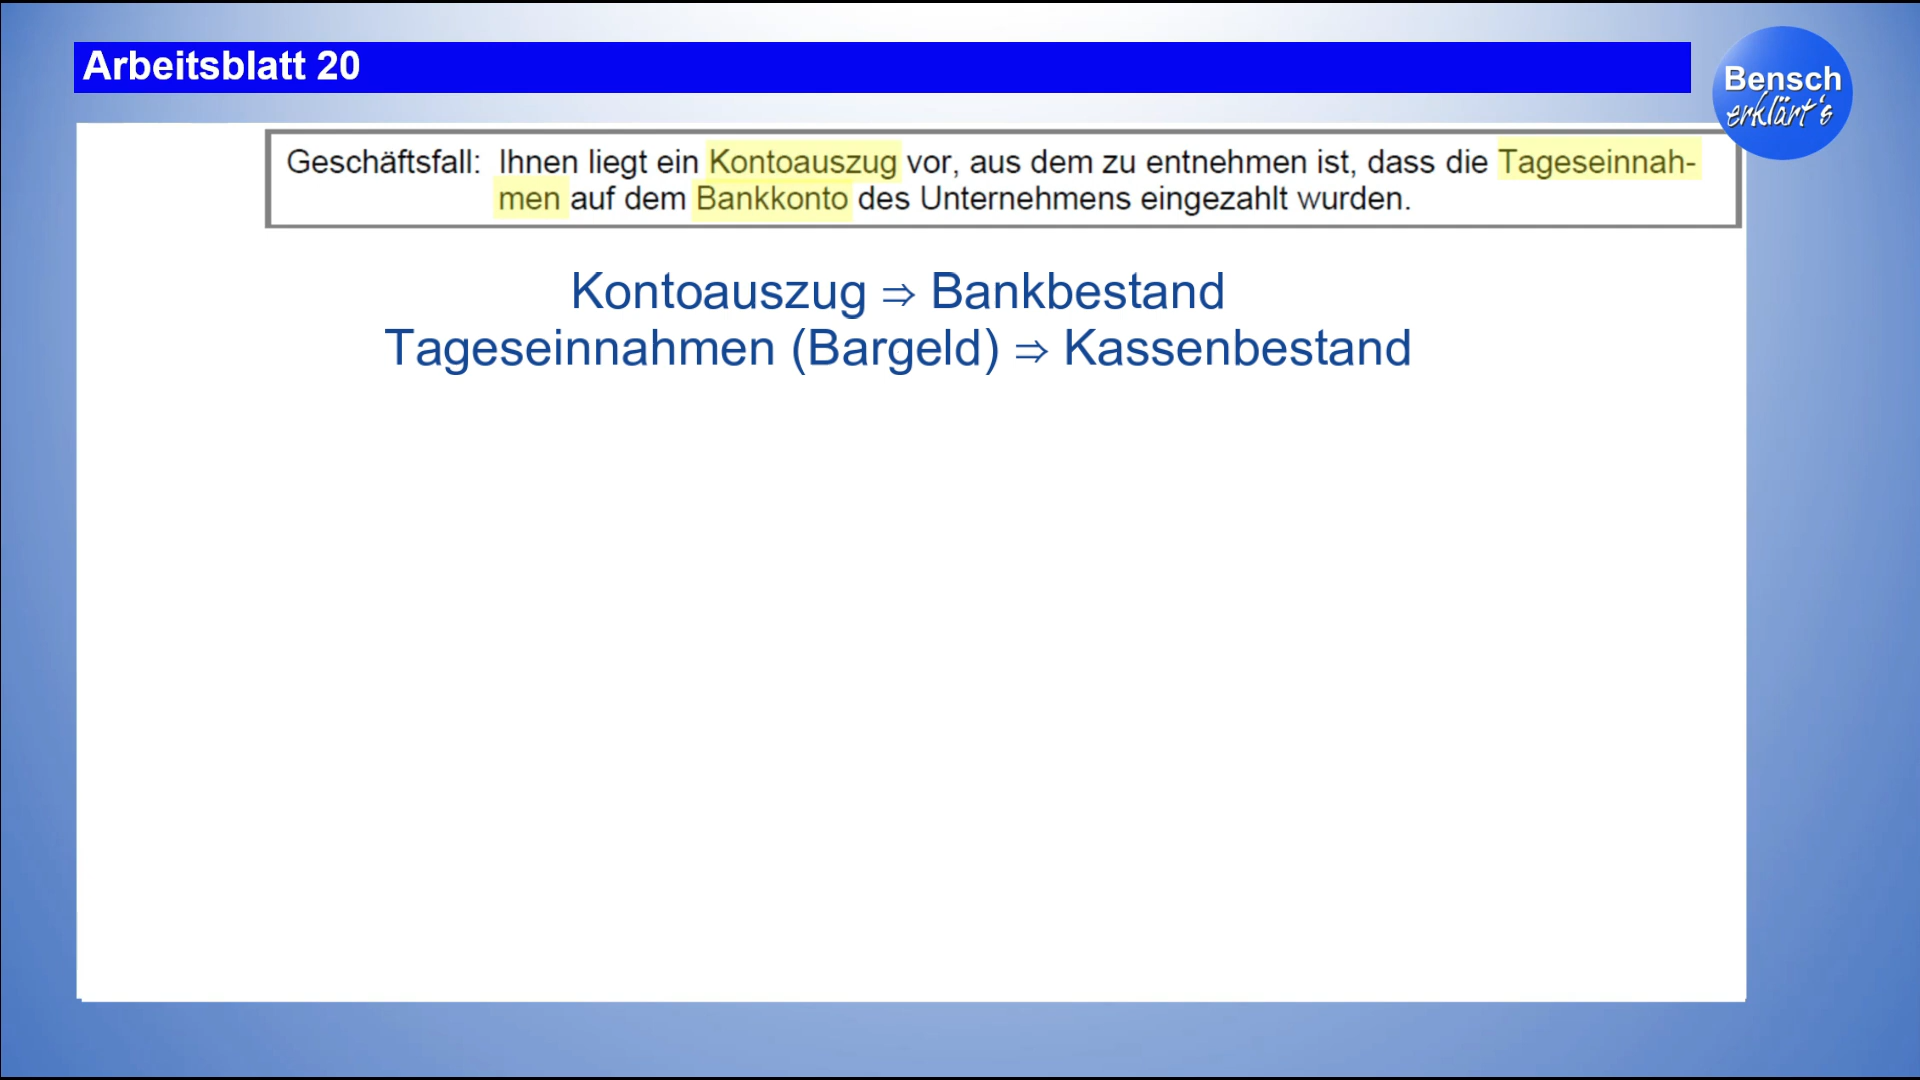 Arbeitsblatt 20
Bensch
erklärt's
Geschäftsfall: Ihnen liegt ein Kontoauszug vor, aus dem zu entnehmen ist, dass die Tageseinnah-
men auf dem Bankkonto des Unternehmens eingezahlt wurden.
Kontoauszug ⇒ Bankbestand
Tageseinnahmen (Bargeld) ⇒ Kassenbestand